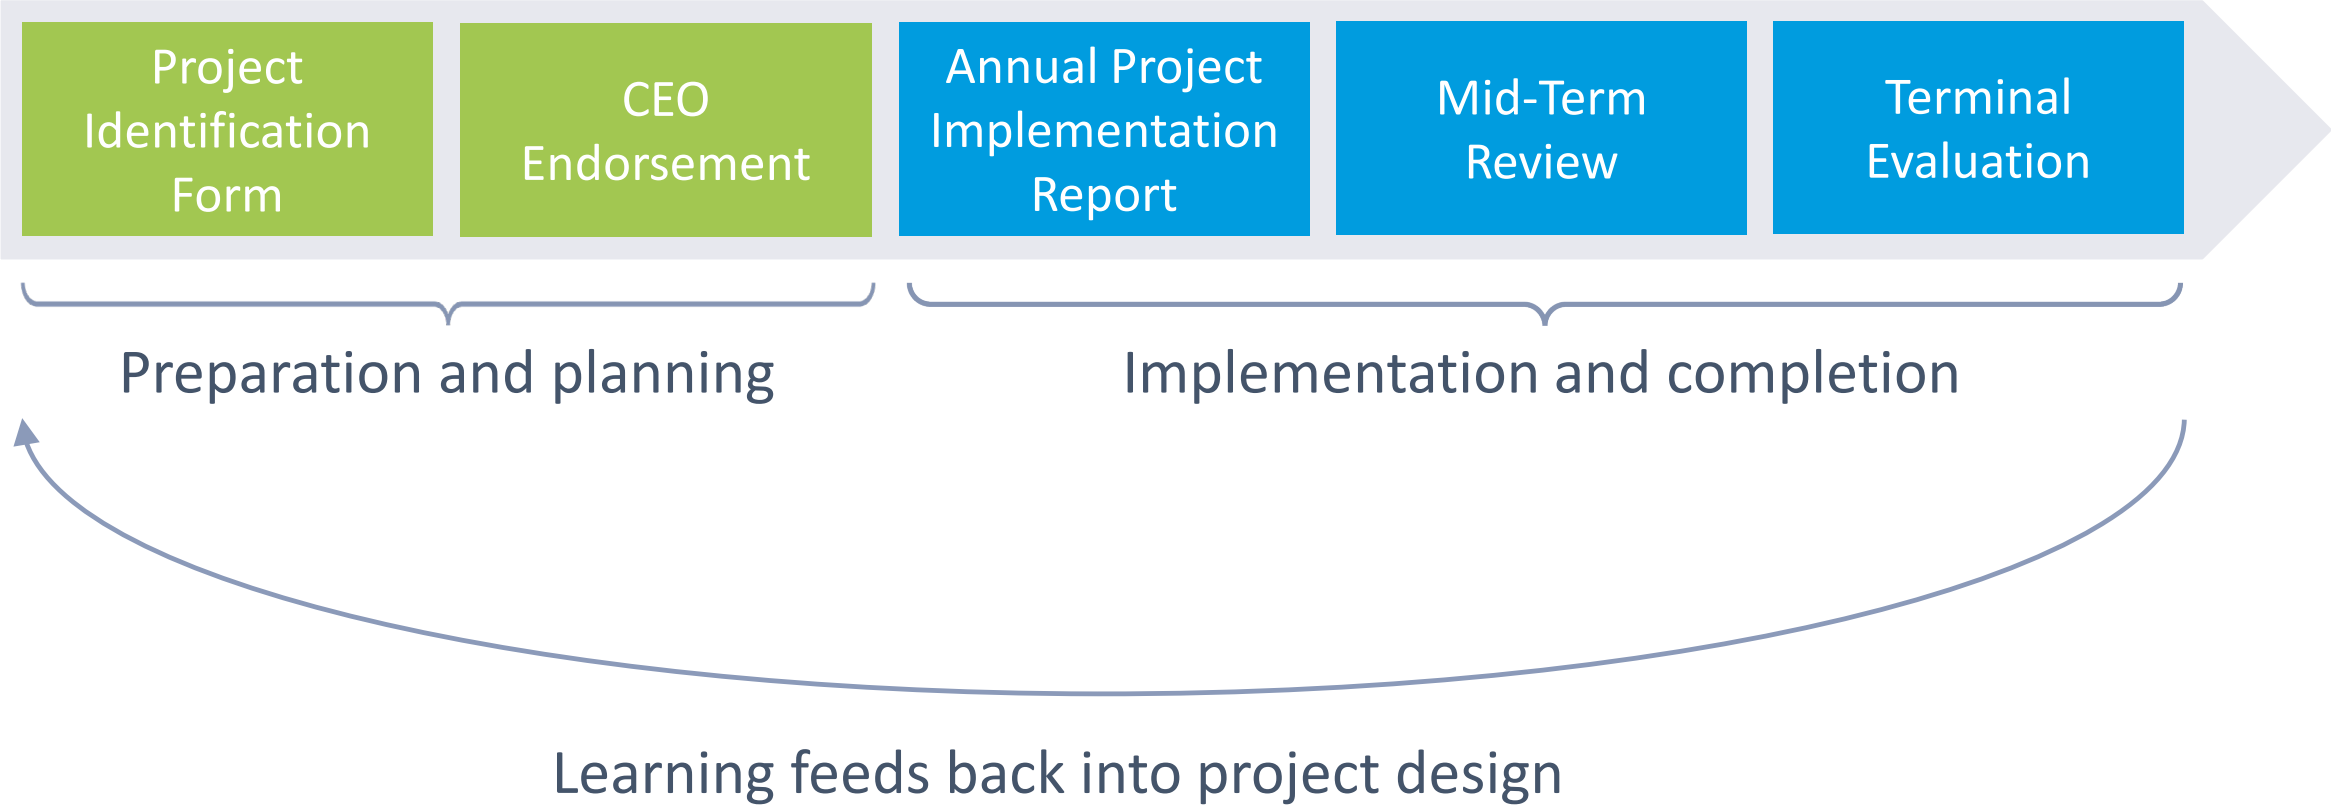 Project
Identification
Form
CEO
Endorsement
Annual Project
Implementation
Report
Mid-Term
Review
Terminal
Evaluation
Preparation and planning
Implementation and completion
Learning feeds back into project design